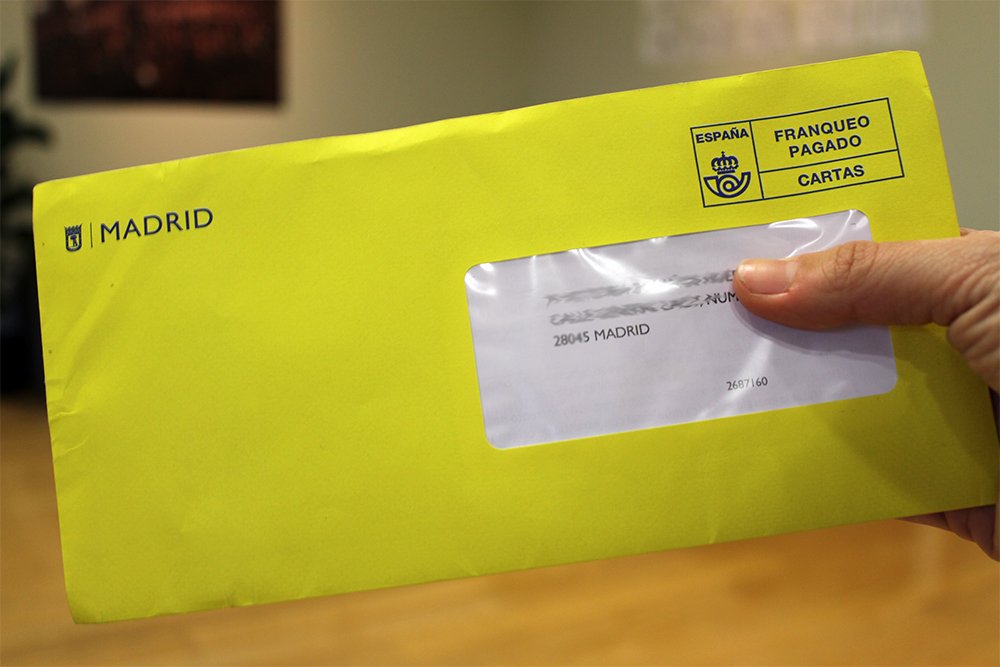 MADRID
ESPAÑA
FRANQUEO
PAGADO
CARTAS
, NUM
28045 MADRID
2687160